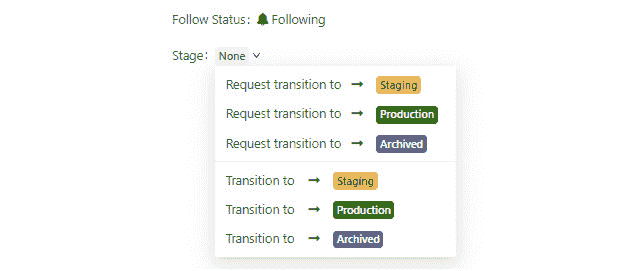 Follow Status: Following
Stage: None
Request transition to → Staging
Request transition to → Production
Request transition to → Archived
Transition to → Staging
Transition to → Production
Transition to → Archived